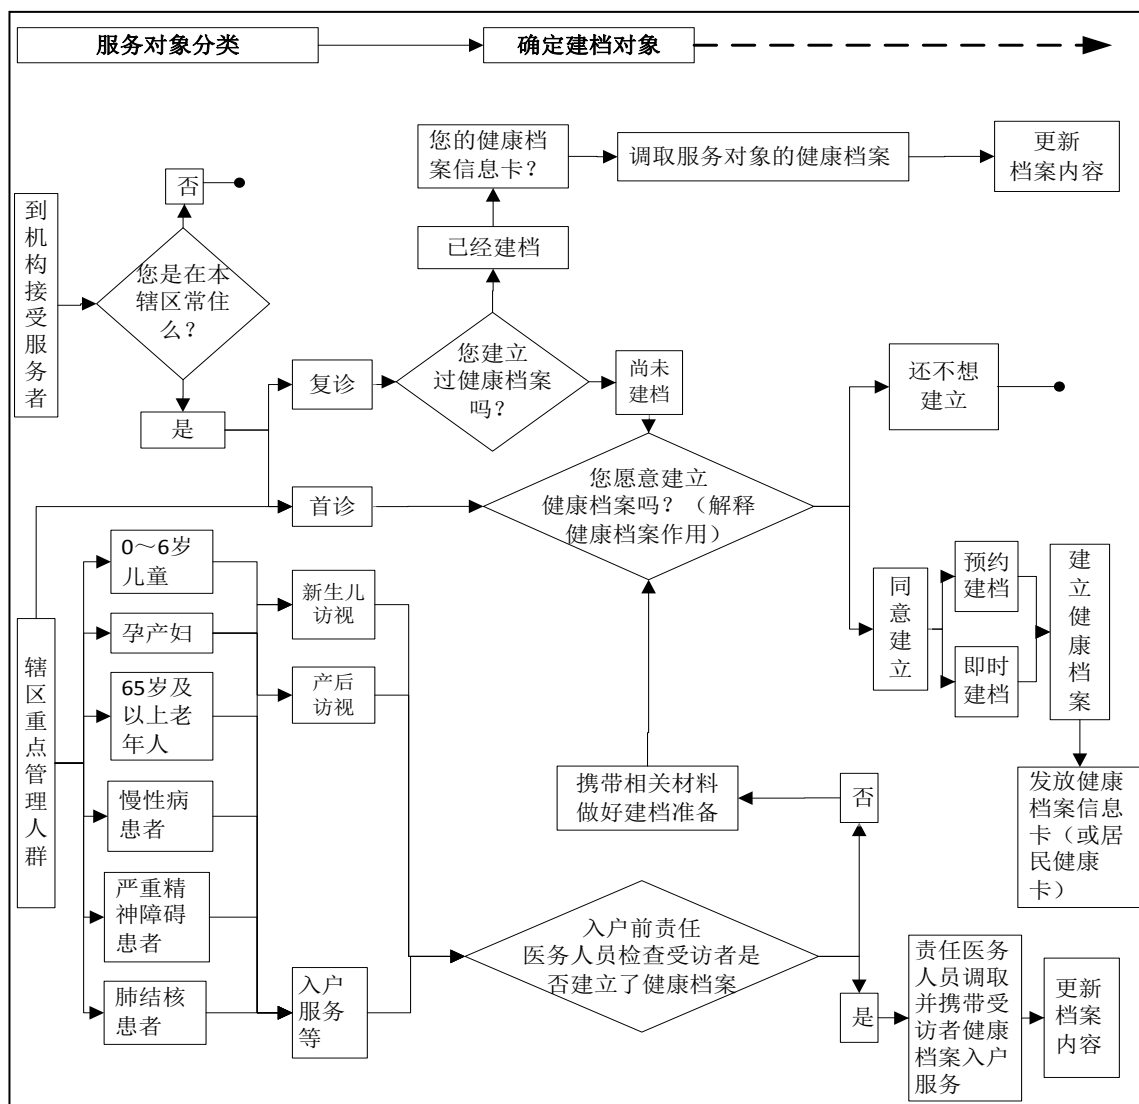 服务对象分类
确定建档对象
您的健康档
案信息卡？
调取服务对象的健康档案
更新
档案内容
否
到
机
构
接
受
服
务
者
已经建档
您是在本
辖区常住
么？
您建立
过健康档案
吗？
尚未
建档
还不想
建立
复诊
是
您愿意建立
健康档案吗？（解释
健康档案作用）
首诊
0～6岁
儿童
新生儿
访视
预约
建档
建
立
健
康
档
案
同
意
建
立
即时
建档
辖
区
重
点
管
理
人
群
孕产妇
产后
访视
65岁及
以上老
年人
慢性病
患者
携带相关材料
做好建档准备
否
发放健康
档案信息
卡（或居
民健康
卡）
严重精
神障碍
患者
入户前责任
医务人员检查受访者是
否建立了健康档案
肺结核
患者
入户
服务
等
是
责任医务
人员调取
并携带受
访者健康
档案入户
服务
更新
档案
内容